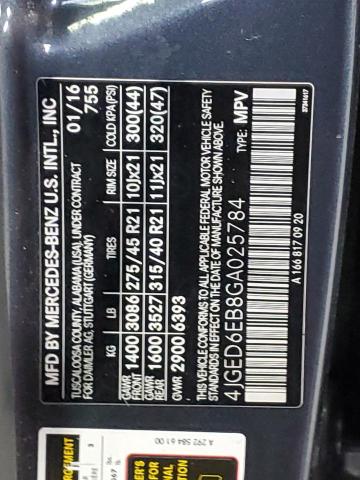 MFD BY MERCEDES-BENZ U.S. INTL., INC
TUSCALOOSA COUNTY, ALABAMA (USA), UNDER CONTRACT 01/16
FOR DAIMLER AG, STUTTGART (GERMANY) 755
KG LB TIRES RIM SIZE COLD KPA(PSI)
GWR FRONT 1400 3086 275/45 R21 10Jx21 300(44)
GWR REAR 1600 3527 315/40 R21 11Jx21 320(47)
GWR 2900 6393
THIS VEHICLE CONFORMS TO ALL APPLICABLE FEDERAL MOTOR VEHICLE SAFETY
STANDARDS IN EFFECT ON THE DATE OF MANUFACTURE SHOWN ABOVE.
4JGED6EB8GA025784 TYPE: MPV
A 166 817 09 20
A 292 584 61 00